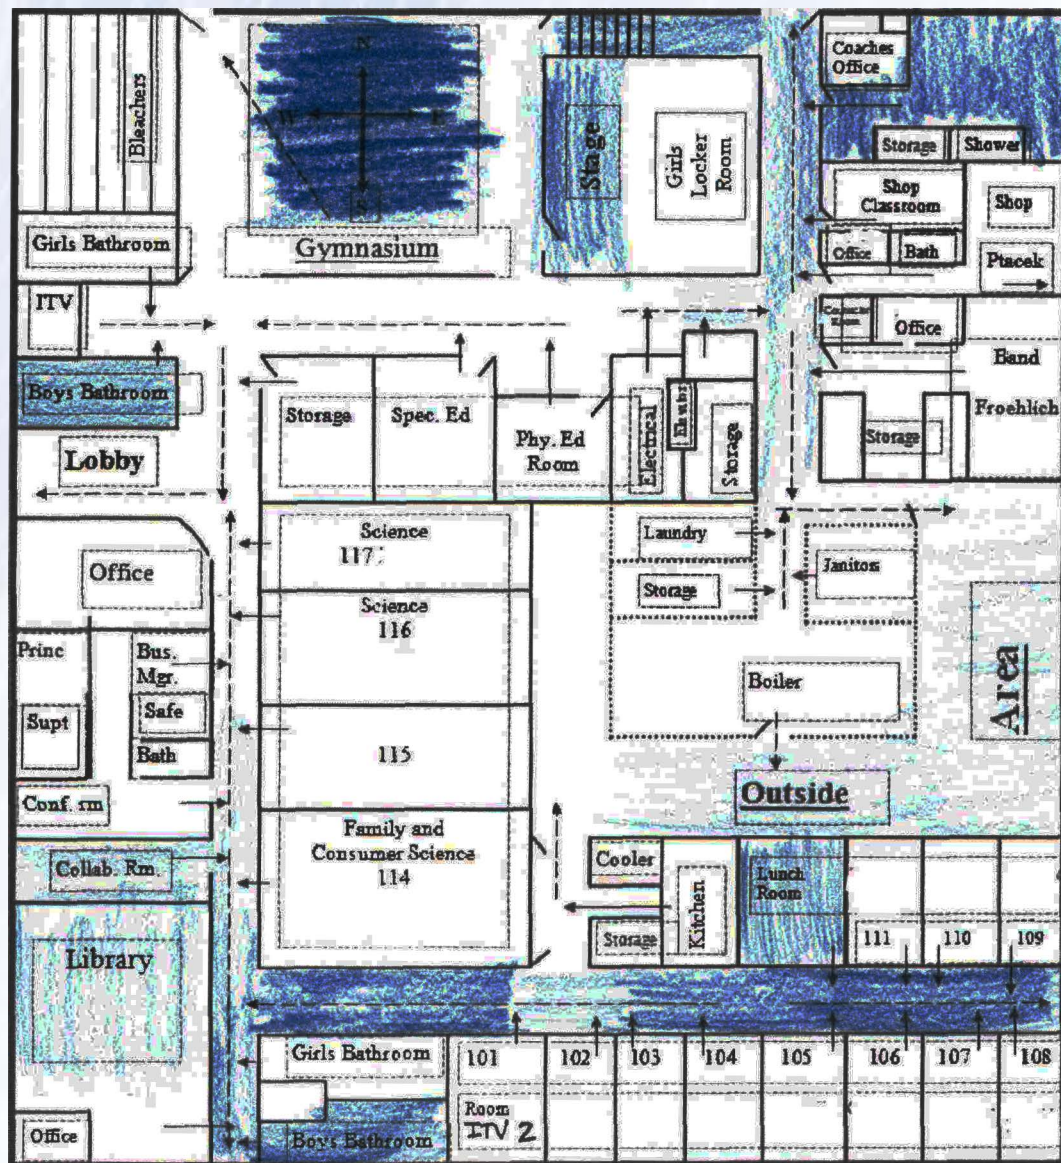 Bleachers
N
S
Stage
Girls
Locker
Room
Coaches
Office
Storage
Shower
Shop
Classroom
Shop
Girls Bathroom
Gymnasium
Office
Bath
Ptacek
ITV
Office
Band
Boys Bathroom
Storage
Spec. Ed
Phy. Ed
Room
Electrical
Storage
Froehlich
Storage
Lobby
Science
117
Laundry
Office
Storage
Janitors
Science
116
Princ
Bus.
Mgr.
Boiler
Area
Supt
Safe
Bath
115
Conf. rm
Outside
Family and
Consumer Science
114
Collab. Rm.
Cooler
Kitchen
Lunch
Room
Storage
111
110
109
Library
Girls Bathroom
101
102
103
104
105
106
107
108
Room
ITV 2
Office
Boys Bathroom